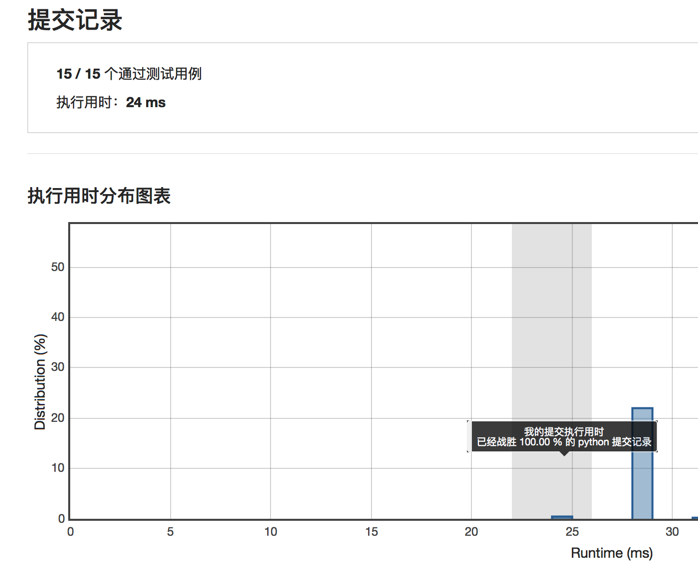 提交记录
15 / 15 个通过测试用例
执行用时：24 ms
执行用时分布图表
50
40
30
20
10
0
Distribution (%)
我的提交执行用时
已经战胜 100.00 % 的 python 提交记录
0 5 10 15 20 25 30
Runtime (ms)